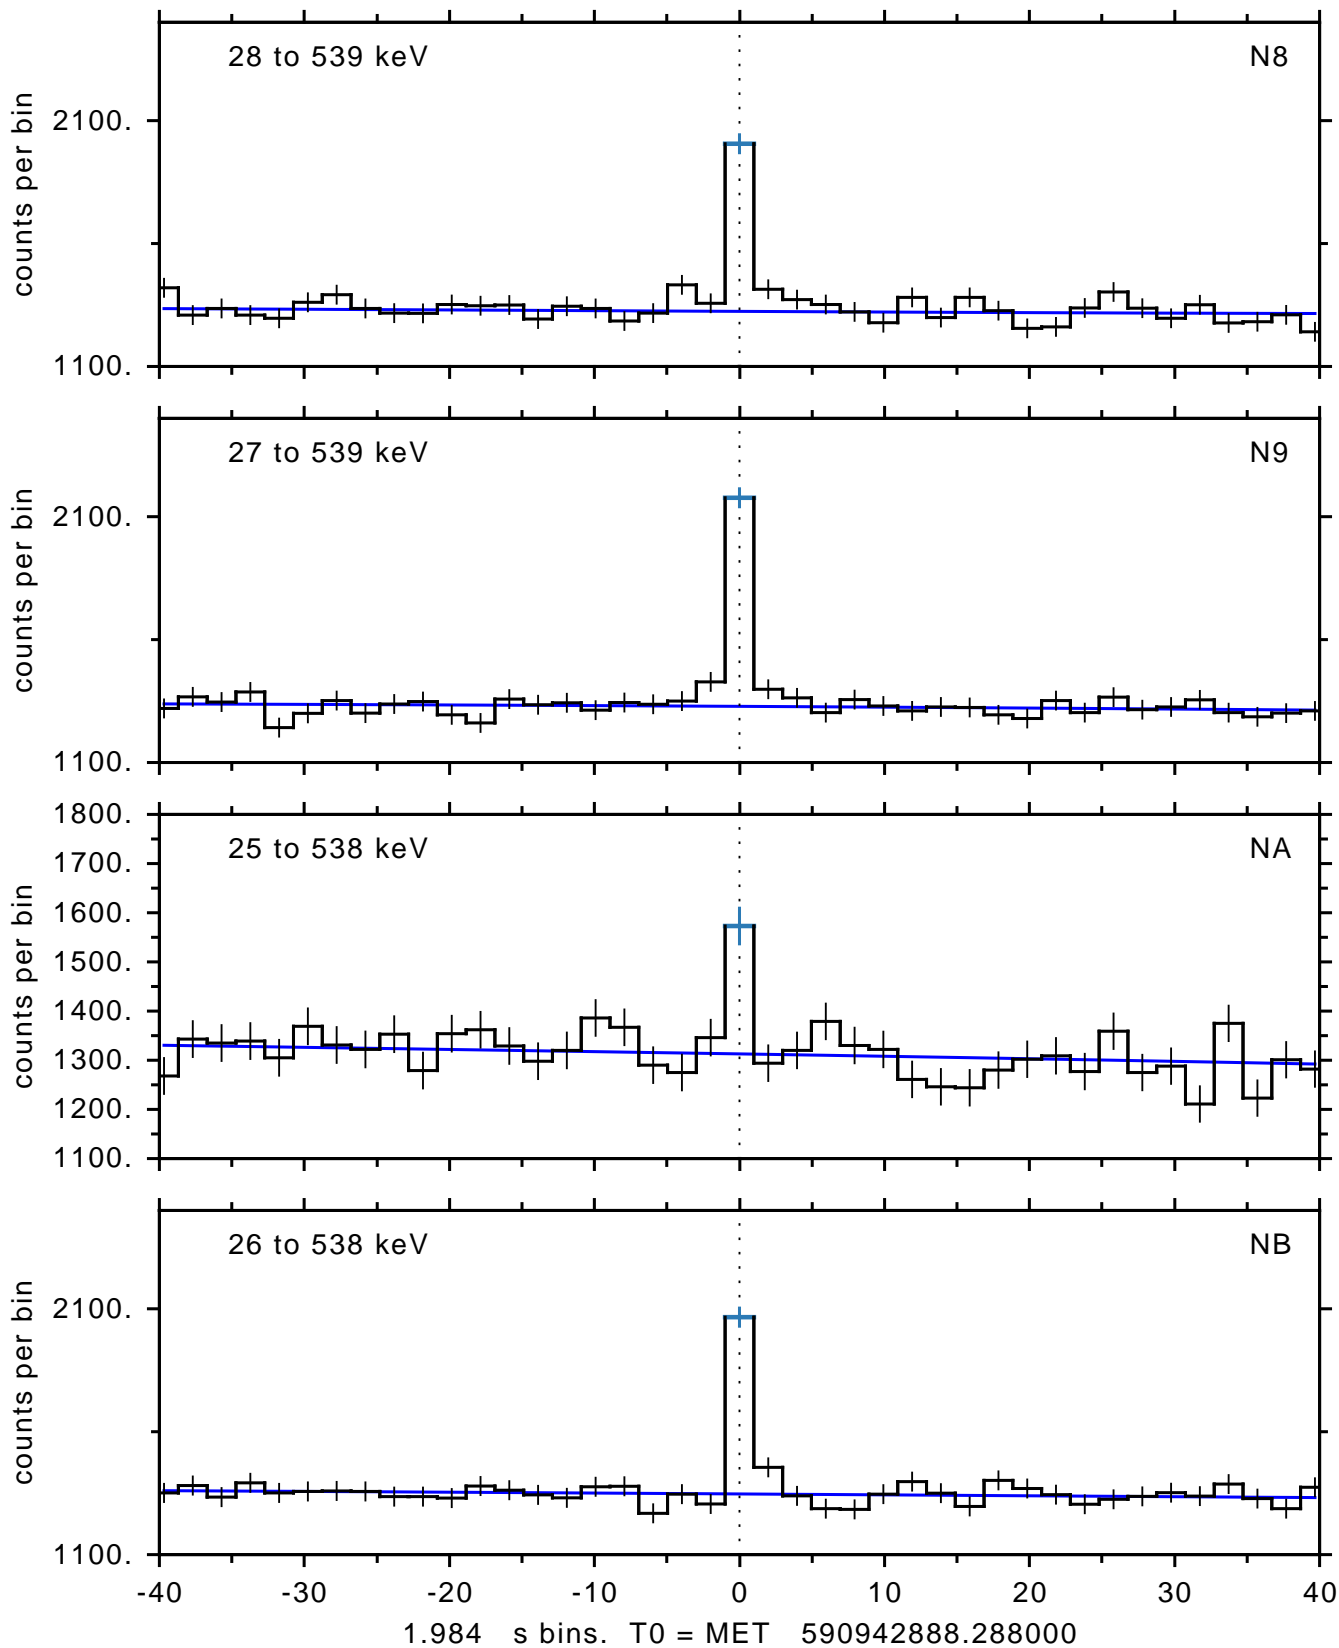 28 to 539 keV N8
counts per bin
2100.
1100.
27 to 539 keV N9
counts per bin
2100.
1100.
1800.
25 to 538 keV NA
1700.
1600.
counts per bin
1500.
1400.
1300.
1200.
1100.
26 to 538 keV NB
counts per bin
2100.
1100.
-40 -30 -20 -10 0 10 20 30 40
1.984 s bins. T0 = MET 590942888.288000